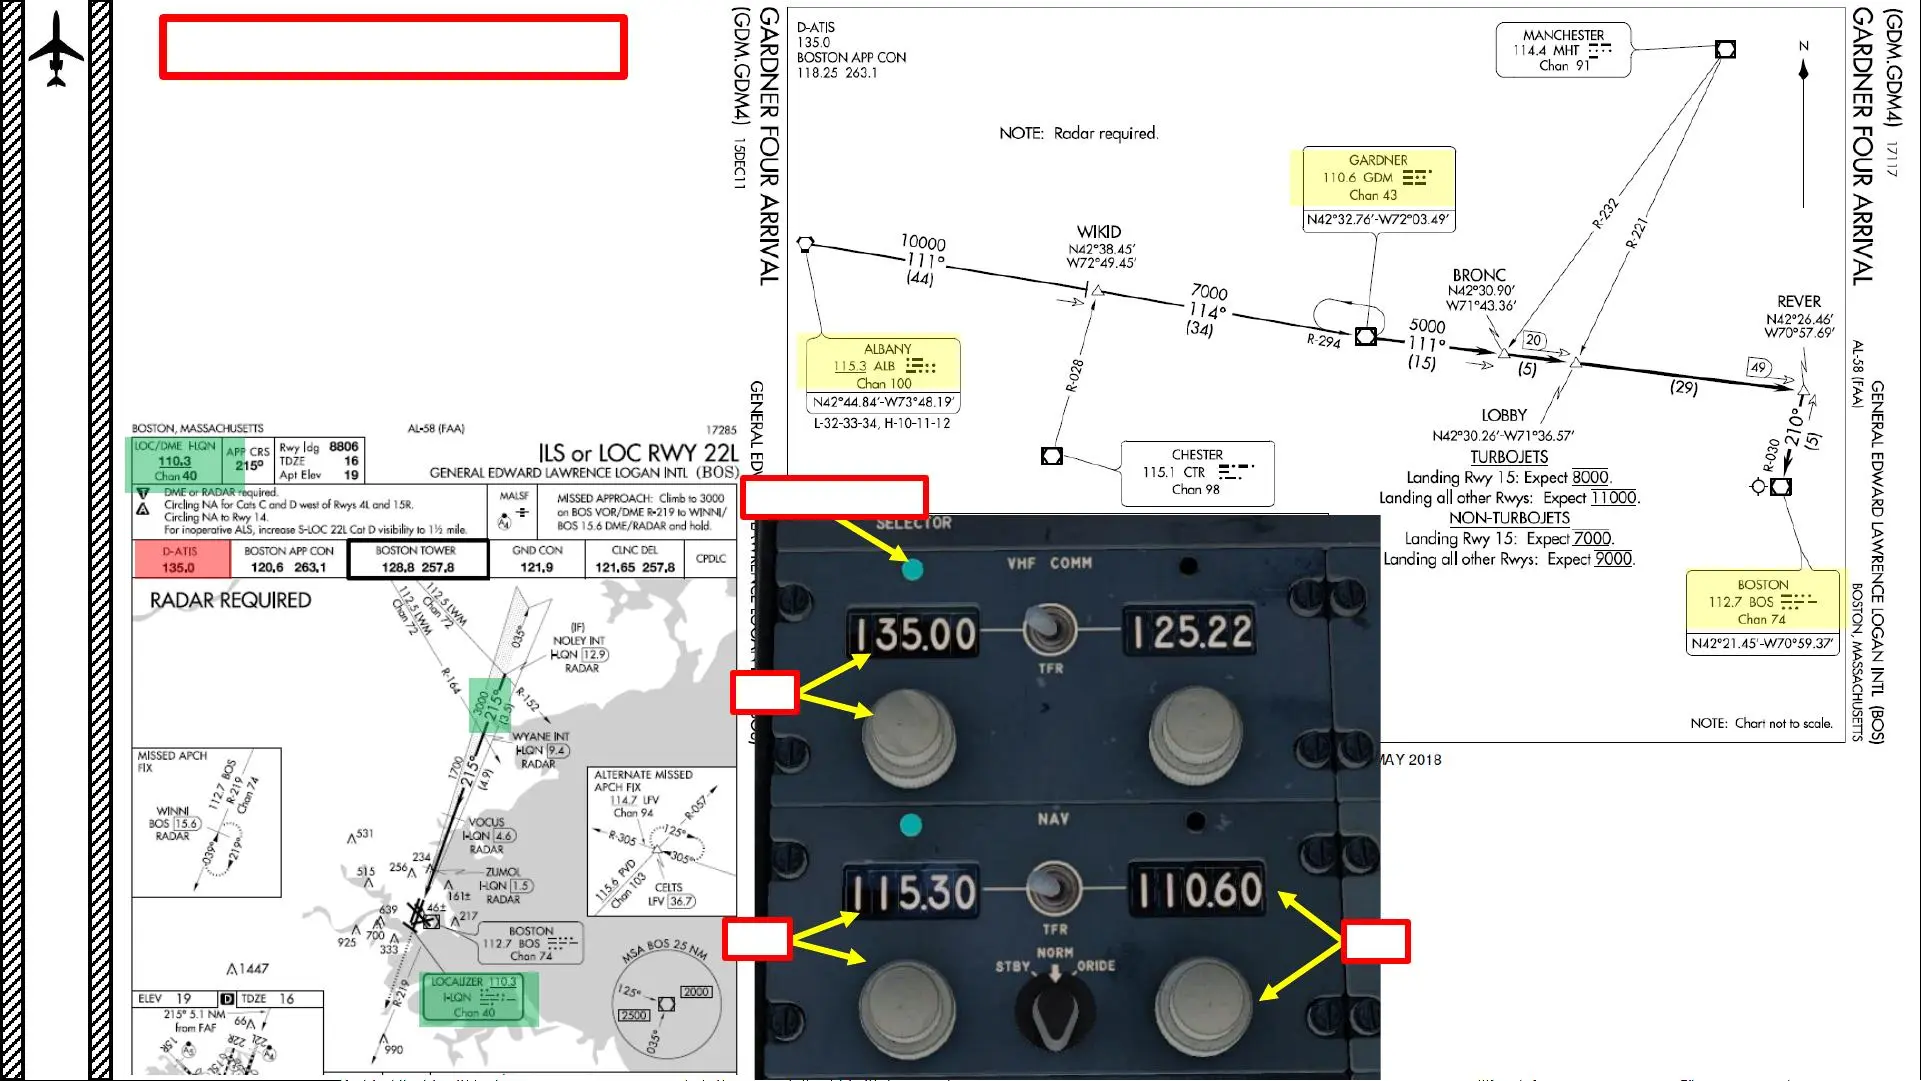 D-ATIS
135.0
BOSTON APP CON
118.25 263.1
NOTE: Radar required.
MANCHESTER
114.4 MHT
Chan 91
N
GARDNER
110.6 GDM
Chan 43
N42°32.76'-W72°03.49'
WIKID
N42°38.45'
W72°49.45'
10000
111°
(44)
7000
114°
(34)
R-294
5000
111°
(15)
BRONC
N42°30.90'
W71°43.36'
20
(5)
R-232
R-221
(29)
49
REVER
N42°26.46'
W70°57.69'
210°
(5)
R-030
ALBANY
115.3 ALB
Chan 100
N42°44.84'-W73°48.19'
L-32-33-34, H-10-11-12
R-028
CHESTER
115.1 CTR
Chan 98
LOBBY
N42°30.26'-W71°36.57'
TURBOJETS
Landing Rwy 15: Expect 8000.
Landing all other Rwys: Expect 11000.
NON-TURBOJETS
Landing Rwy 15: Expect 7000.
Landing all other Rwys: Expect 9000.
BOSTON
112.7 BOS
Chan 74
N42°21.45'-W70°59.37'
NOTE: Chart not to scale.
MAY 2018
GARDNER FOUR ARRIVAL
(GDM.GDM4) 15DEC11
(GDM.GDM4) 17117
GARDNER FOUR ARRIVAL
AL-58 (FAA)
GENERAL EDWARD LAWRENCE LOGAN INTL (BOS)
BOSTON, MASSACHUSETTS
BOSTON, MASSACHUSETTS
AL-58 (FAA)
17285
LOC/DME I-LQN
110.3
Chan 40
APP CRS
215°
Rwy ldg 8806
TDZE 16
Apt Elev 19
ILS or LOC RWY 22L
GENERAL EDWARD LAWRENCE LOGAN INTL (BOS)
DME or RADAR required.
Circling NA for Cats C and D west of Rwys 4L and 15R.
Circling NA to Rwy 14.
For inoperative ALS, increase S-LOC 22L Cat D visibility to 1½ mile.
MALSF
MISSED APPROACH: Climb to 3000
on BOS VOR/DME R-219 to WINNI/
BOS 15.6 DME/RADAR and hold.
D-ATIS
135.0
BOSTON APP CON
120.6 263.1
BOSTON TOWER
128.8 257.8
GND CON
121.9
CLNC DEL
121.65 257.8
CPDLC
RADAR REQUIRED
112.5 LWM
Chan 72
112.5 LWM
Chan 72
035°
(IF)
NOLEY INT
I-LQN 12.9
RADAR
R-164
R-152
3000
215°
(3.5)
WYANE INT
I-LQN 9.4
RADAR
1700
215°
(4.9)
MISSED APCH
FIX
112.7 BOS
R-219
Chan 74
WINNI
BOS 15.6
RADAR
039°
219°
ALTERNATE MISSED
APCH FIX
114.7 LFV
Chan 94
R-057
R-305
125°
305°
115.6 PVD
Chan 103
CELTS
LFV 36.7
VOCUS
I-LQN 4.6
RADAR
531
515
256
234
ZUMOL
I-LQN 1.5
RADAR
161±
639
46±
217
925
700
333
BOSTON
112.7 BOS
Chan 74
1447
R-219
LOCALIZER 110.3
I-LQN
Chan 40
990
MSA BOS 25 NM
125°
2000
2500
035°
ELEV 19
D
TDZE 16
215° 5.1 NM
from FAF
66
15R
22R
22L
SELECTOR
VHF COMM
135.00
125.22
TFR
NAV
115.30
110.60
TFR
NORM
STBY
ORIDE